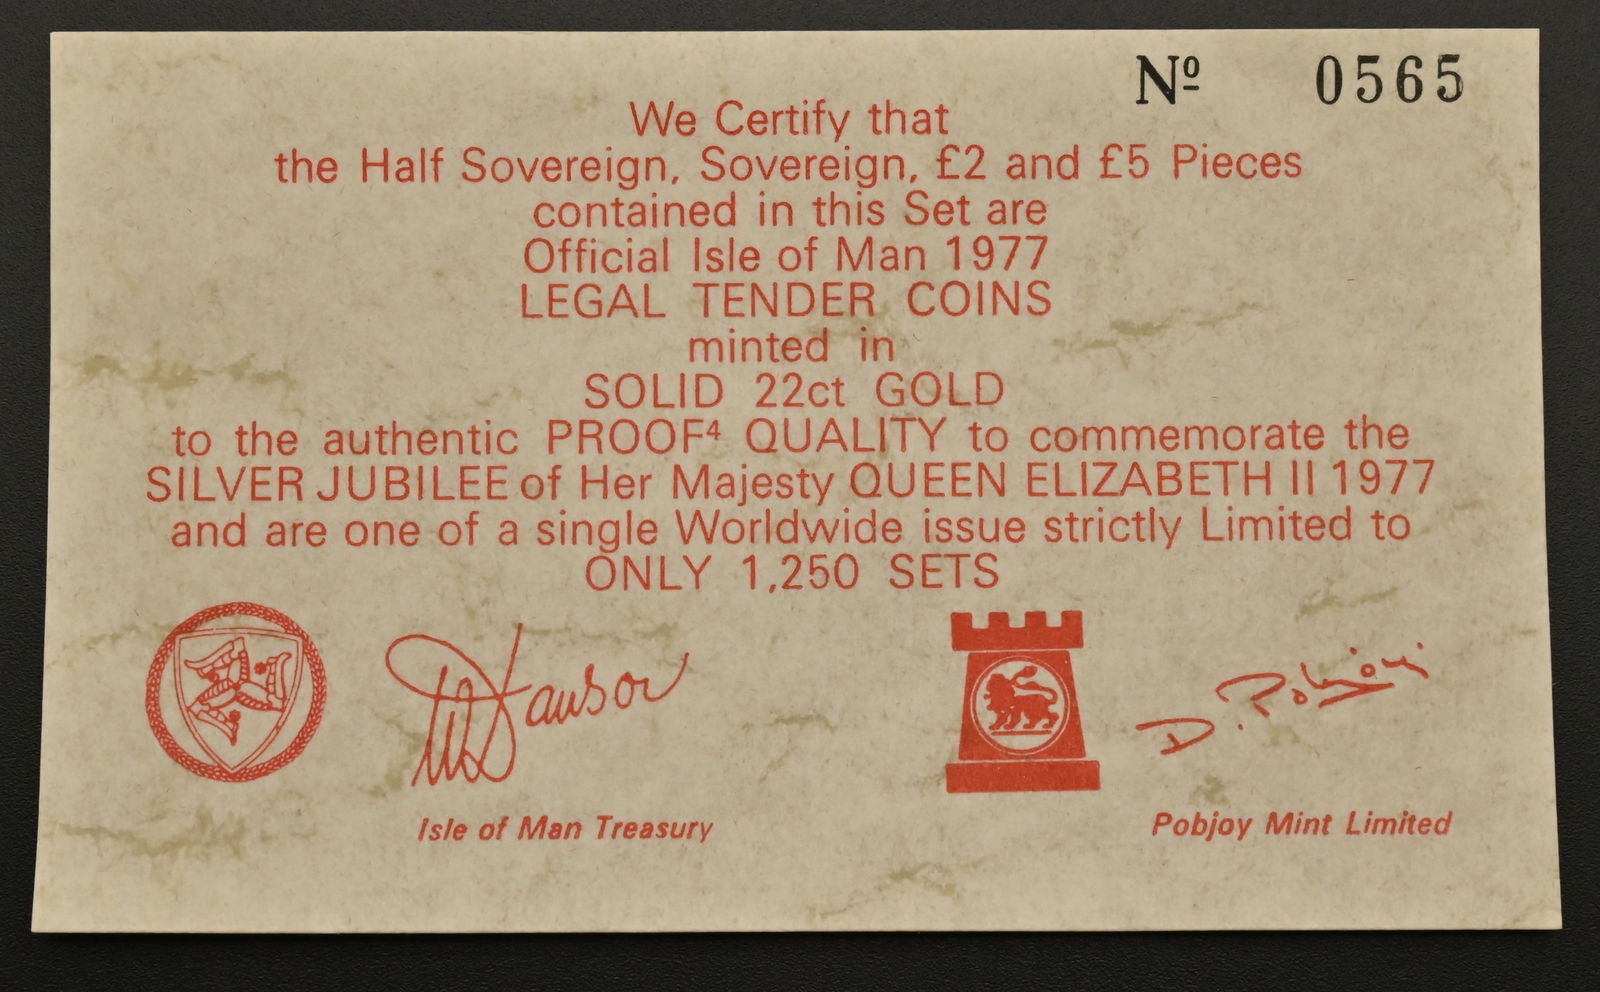 Nº 0565
We Certify that
the Half Sovereign, Sovereign, £2 and £5 Pieces
contained in this Set are
Official Isle of Man 1977
LEGAL TENDER COINS
minted in
SOLID 22ct GOLD
to the authentic PROOF⁴ QUALITY to commemorate the
SILVER JUBILEE of Her Majesty QUEEN ELIZABETH II 1977
and are one of a single Worldwide issue strictly Limited to
ONLY 1,250 SETS
D. Pobjoy
Isle of Man Treasury
Pobjoy Mint Limited